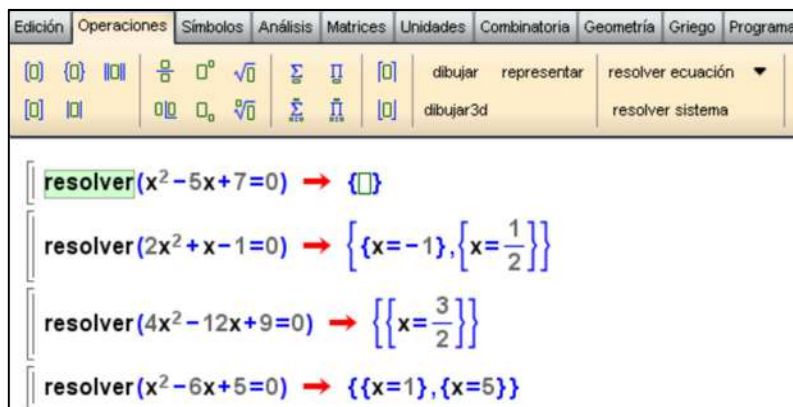 Edición Operaciones Símbolos Análisis Matrices Unidades Combinatoria Geometría Griego Programa
dibujar representar resolver ecuación
dibujar3d resolver sistema
resolver(x²−5x+7=0) → {▯}
resolver(2x²+x−1=0) → {{x=−1},{x=1/2}}
resolver(4x²−12x+9=0) → {{x=3/2}}
resolver(x²−6x+5=0) → {{x=1},{x=5}}